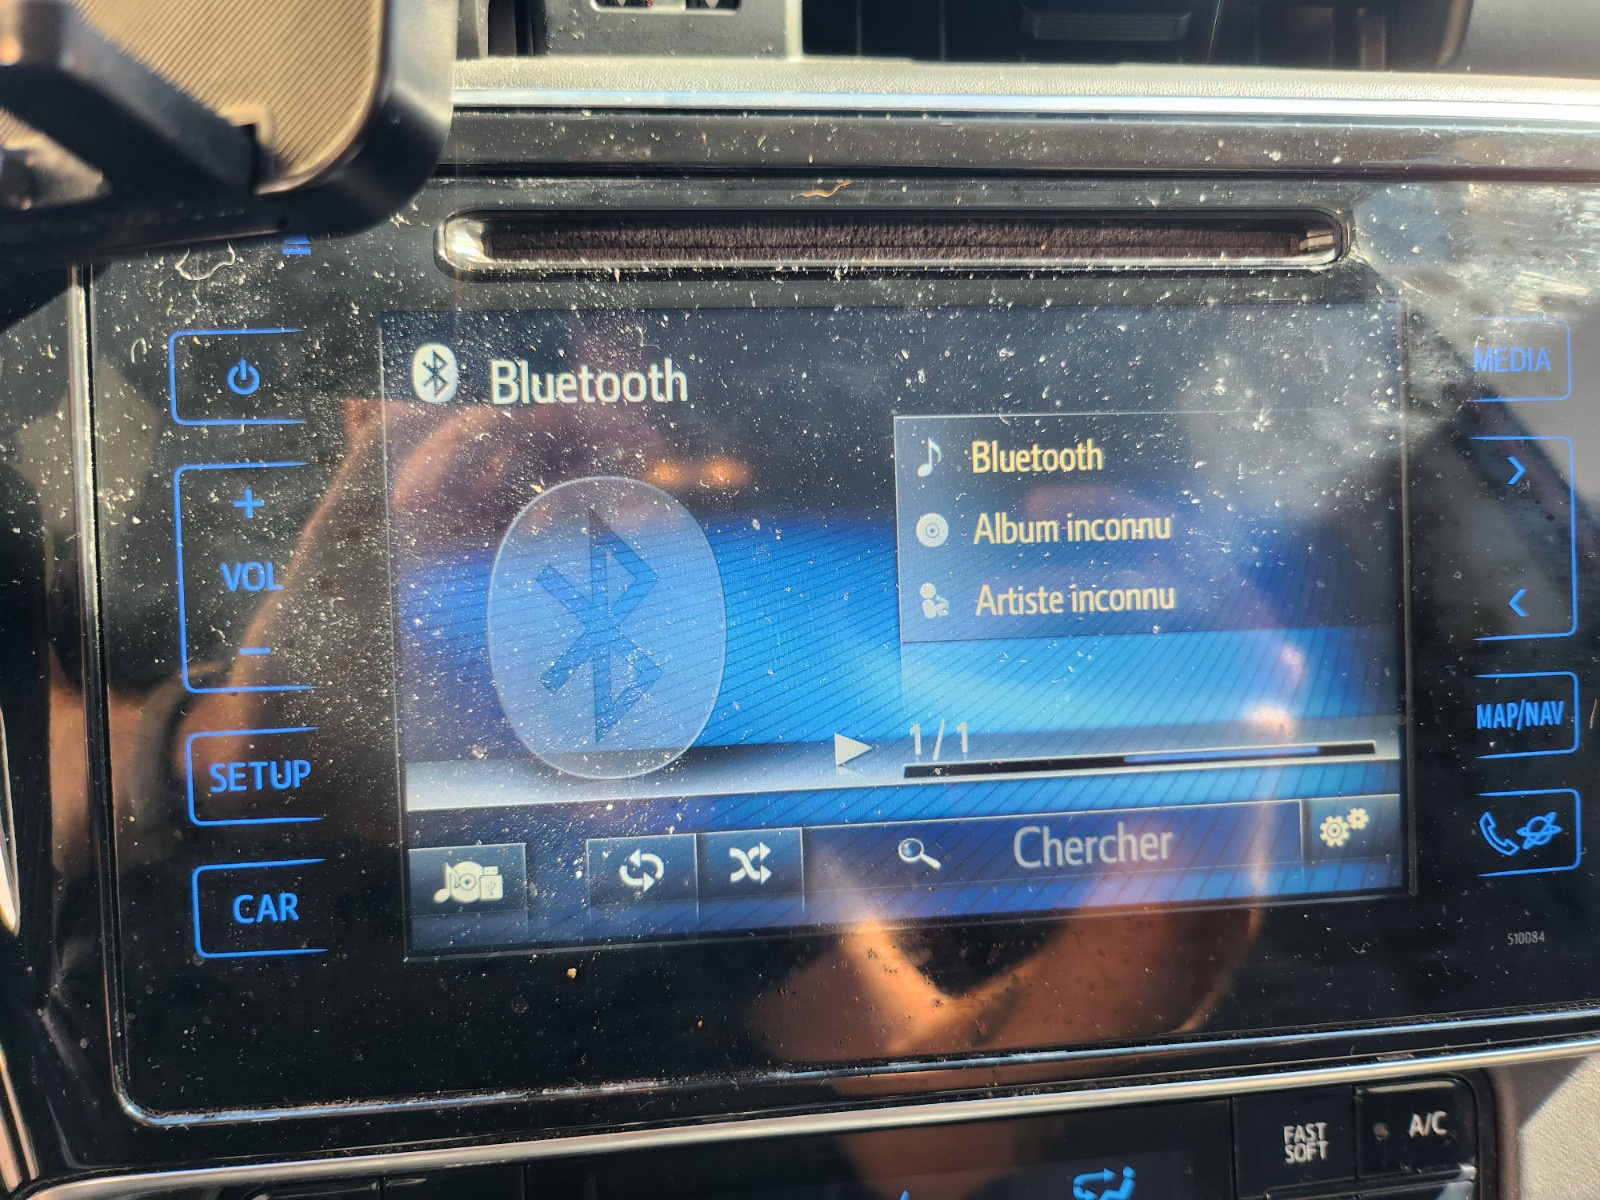 Bluetooth
Bluetooth
Album inconnu
Artiste inconnu
1/1
Chercher
VOL
SETUP
CAR
MEDIA
MAP/NAV
510084
FAST
SOFT
A/C